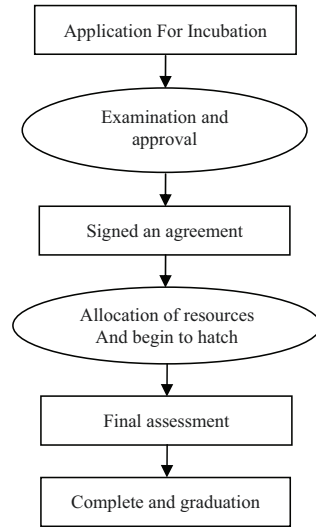 Application For Incubation
Examination and
approval
Signed an agreement
Allocation of resources
And begin to hatch
Final assessment
Complete and graduation